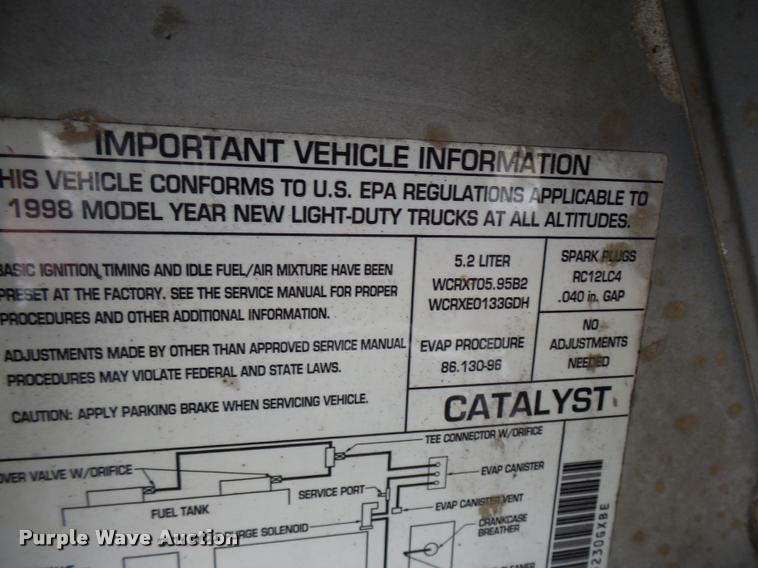 IMPORTANT VEHICLE INFORMATION
HIS VEHICLE CONFORMS TO U.S. EPA REGULATIONS APPLICABLE TO
1998 MODEL YEAR NEW LIGHT-DUTY TRUCKS AT ALL ALTITUDES.
BASIC IGNITION TIMING AND IDLE FUEL/AIR MIXTURE HAVE BEEN
PRESET AT THE FACTORY. SEE THE SERVICE MANUAL FOR PROPER
PROCEDURES AND OTHER ADDITIONAL INFORMATION.
ADJUSTMENTS MADE BY OTHER THAN APPROVED SERVICE MANUAL
PROCEDURES MAY VIOLATE FEDERAL AND STATE LAWS.
CAUTION: APPLY PARKING BRAKE WHEN SERVICING VEHICLE.
5.2 LITER
WCRXT05.95B2
WCRXE0133GDH
EVAP PROCEDURE
86.130-96
SPARK PLUGS
RC12LC4
.040 in. GAP
NO
ADJUSTMENTS
NEEDED
CATALYST
TEE CONNECTOR W/ORIFICE
OVER VALVE W/ORIFICE
EVAP CANISTER
SERVICE PORT
FUEL TANK
EVAP CANISTER VENT
RGE SOLENOID
CRANKCASE
BREATHER
CLEANER
Purple Wave Auction